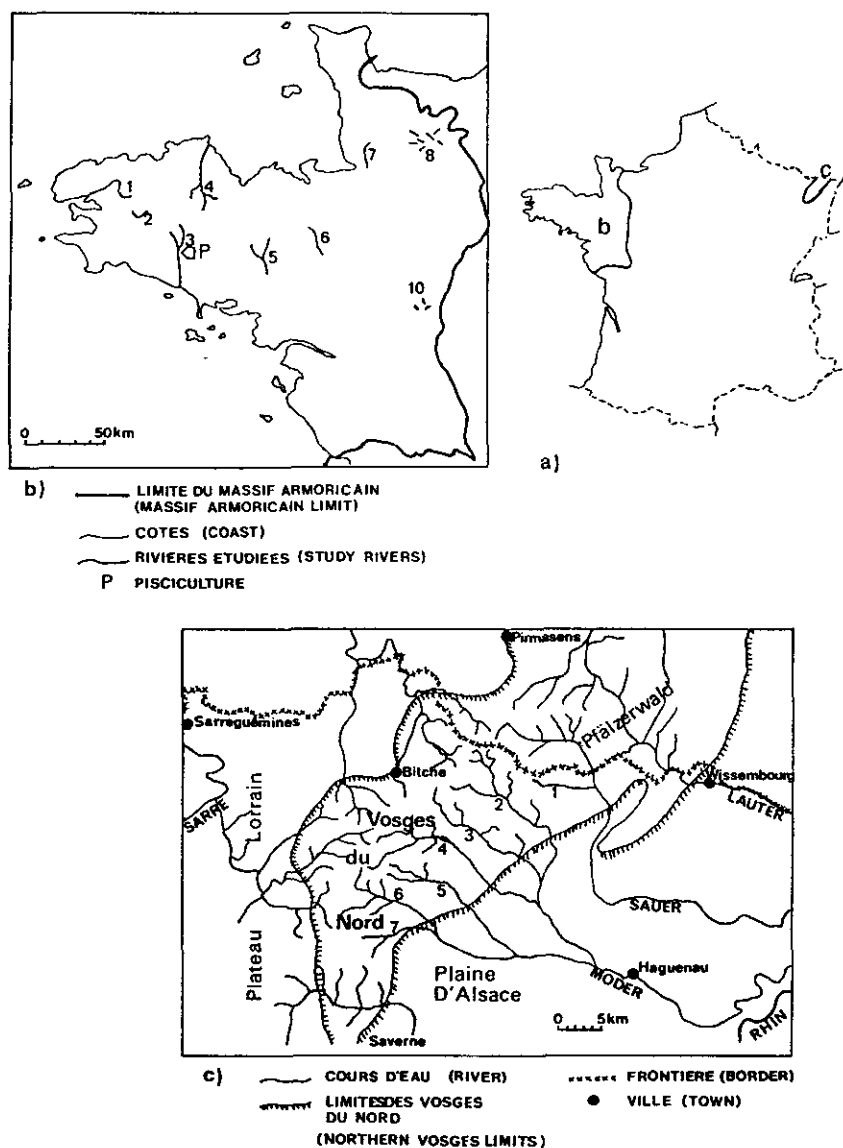 1
2
3
P
4
5
6
7
8
10
0 50km
b)
LIMITE DU MASSIF ARMORICAIN
(MASSIF ARMORICAIN LIMIT)
COTES (COAST)
RIVIERES ETUDIEES (STUDY RIVERS)
P PISCICULTURE
b
c
a)
Pirmasens
Sarreguemines
Pfälzerwald
Bitche
Wissembourg
LAUTER
SARRE
Lorrain
Plateau
Vosges
du
Nord
1
2
3
4
5
6
7
SAUER
Haguenau
MODER
Plaine
D'Alsace
RHIN
Saverne
0 5km
c)
COURS D'EAU (RIVER)
LIMITES DES VOSGES
DU NORD
(NORTHERN VOSGES LIMITS)
FRONTIERE (BORDER)
VILLE (TOWN)